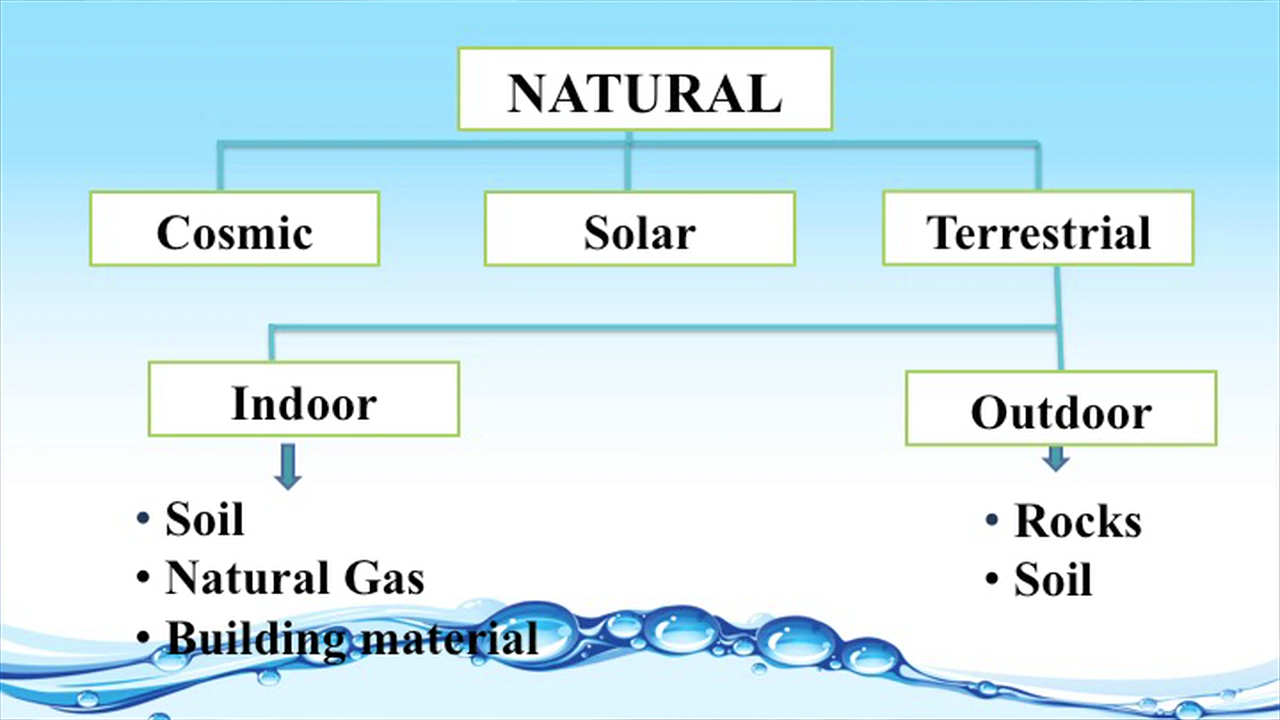 NATURAL
Cosmic
Solar
Terrestrial
Indoor
Outdoor
• Soil
• Natural Gas
• Building material
• Rocks
• Soil